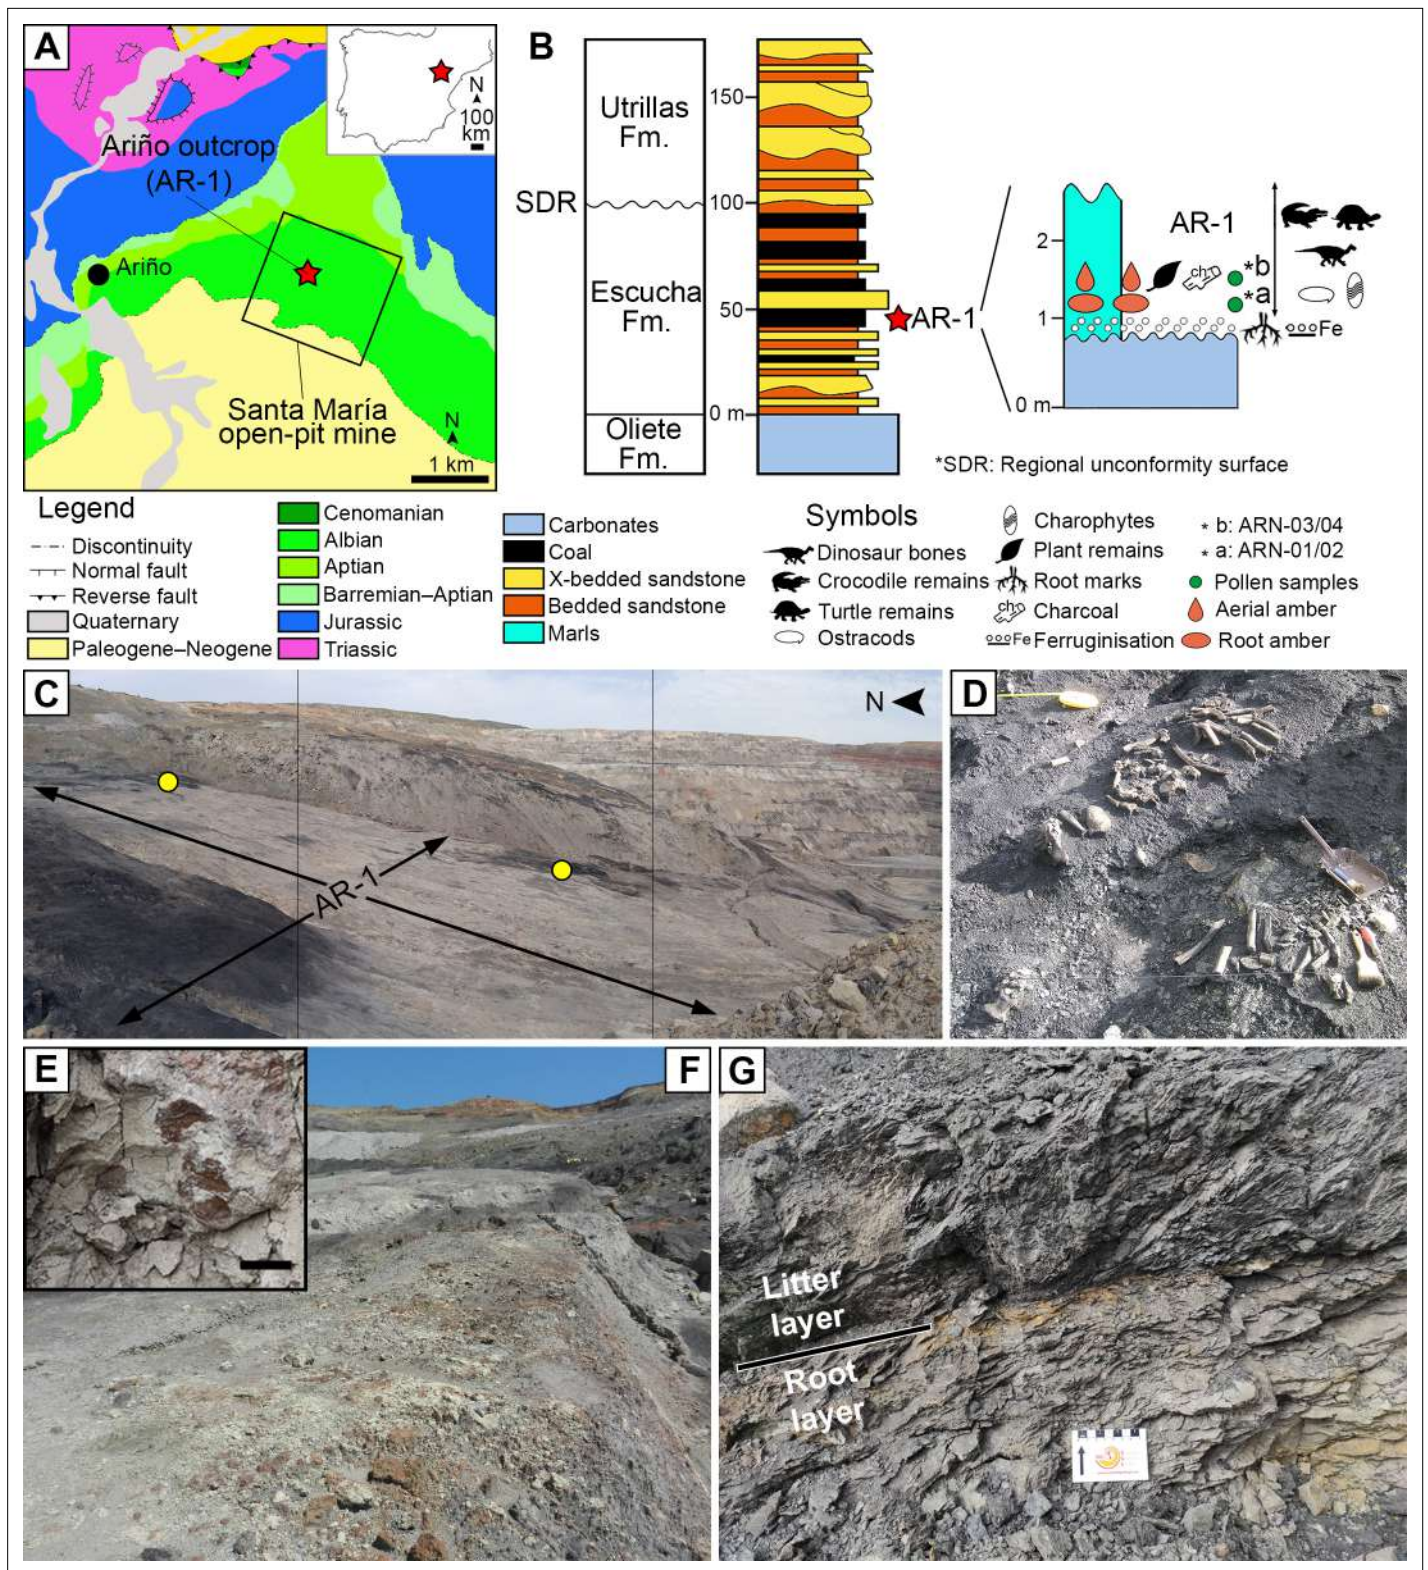 A
N
100
km
Ariño outcrop
(AR-1)
Ariño
Santa María
open-pit mine
N
1 km
B
Utrillas
Fm.
SDR
Escucha
Fm.
Oliete
Fm.
150
100
50
0 m
AR-1
2
1
0 m
AR-1
ch
*b
*a
Fe
*SDR: Regional unconformity surface
Legend
Discontinuity
Normal fault
Reverse fault
Quaternary
Paleogene–Neogene
Cenomanian
Albian
Aptian
Barremian–Aptian
Jurassic
Triassic
Carbonates
Coal
X-bedded sandstone
Bedded sandstone
Marls
Symbols
Dinosaur bones
Crocodile remains
Turtle remains
Ostracods
Charophytes
Plant remains
Root marks
ch Charcoal
Fe Ferruginisation
* b: ARN-03/04
* a: ARN-01/02
Pollen samples
Aerial amber
Root amber
C
N
AR-1
D
E
F
G
Litter
layer
Root
layer